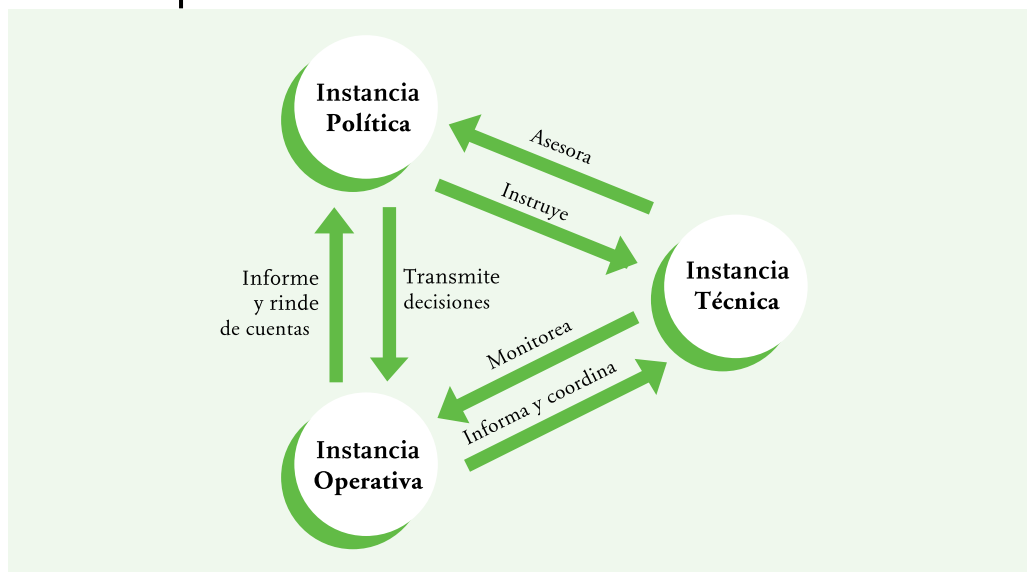 Instancia
Política
Asesora
Instruye
Informe
y rinde
de cuentas
Transmite
decisiones
Instancia
Técnica
Monitorea
Informa y coordina
Instancia
Operativa